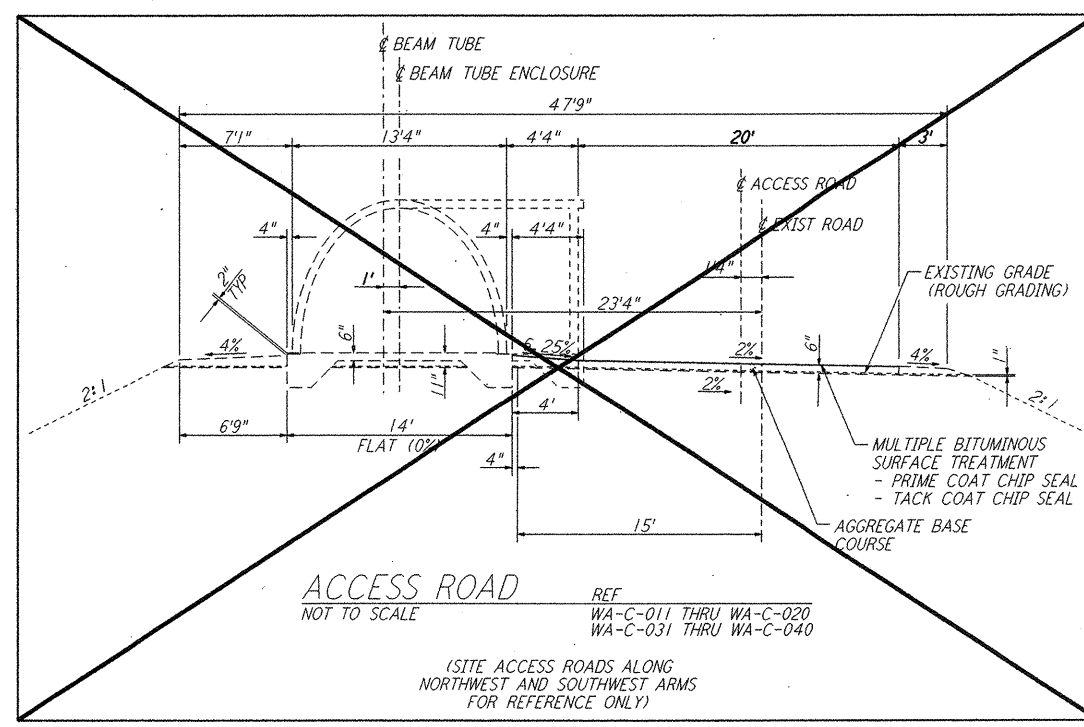 ℄ BEAM TUBE
℄ BEAM TUBE ENCLOSURE
47'9"
7'1" 13'4" 4'4" 20' 3'
℄ ACCESS ROAD
4" 4" 4'4"
℄ EXIST ROAD
2" TYP
1'
1'4"
EXISTING GRADE
(ROUGH GRADING)
23'4"
4% 6" 6.25% 2% 6" 4% 1"
2:1 11" 2% 2:1
4'
6'9" 14'
FLAT (0%)
4"
MULTIPLE BITUMINOUS
SURFACE TREATMENT
- PRIME COAT CHIP SEAL
- TACK COAT CHIP SEAL
15'
AGGREGATE BASE
COURSE
ACCESS ROAD
NOT TO SCALE
REF
WA-C-011 THRU WA-C-020
WA-C-031 THRU WA-C-040
(SITE ACCESS ROADS ALONG
NORTHWEST AND SOUTHWEST ARMS
FOR REFERENCE ONLY)